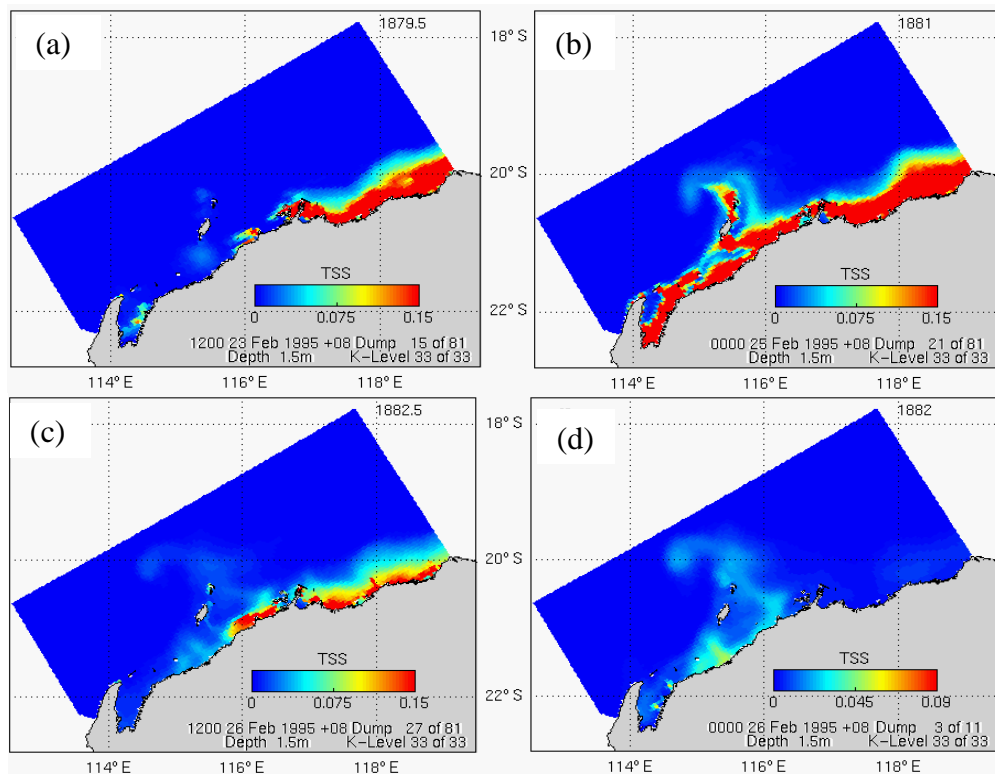 (a)
1879.5
18° S
TSS
0 0.075 0.15
1200 23 Feb 1995 +08 Dump 15 of 81
Depth 1.5m K-Level 33 of 33
114° E 116° E 118° E
(b)
1881
20° S
22° S
TSS
0 0.075 0.15
0000 25 Feb 1995 +08 Dump 21 of 81
Depth 1.5m K-Level 33 of 33
114° E 116° E 118° E
(c)
1882.5
18° S
TSS
0 0.075 0.15
1200 26 Feb 1995 +08 Dump 27 of 81
Depth 1.5m K-Level 33 of 33
114° E 116° E 118° E
(d)
1882
20° S
22° S
TSS
0 0.045 0.09
0000 26 Feb 1995 +08 Dump 3 of 11
Depth 1.5m K-Level 33 of 33
114° E 116° E 118° E